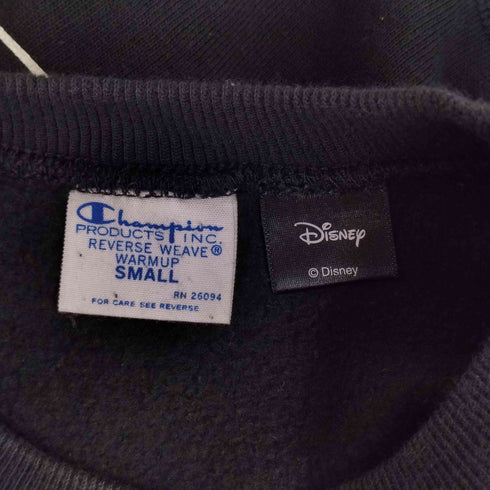 Champion
PRODUCTS INC.
REVERSE WEAVE®
WARMUP
SMALL
RN 26094
FOR CARE SEE REVERSE
Disney
© Disney